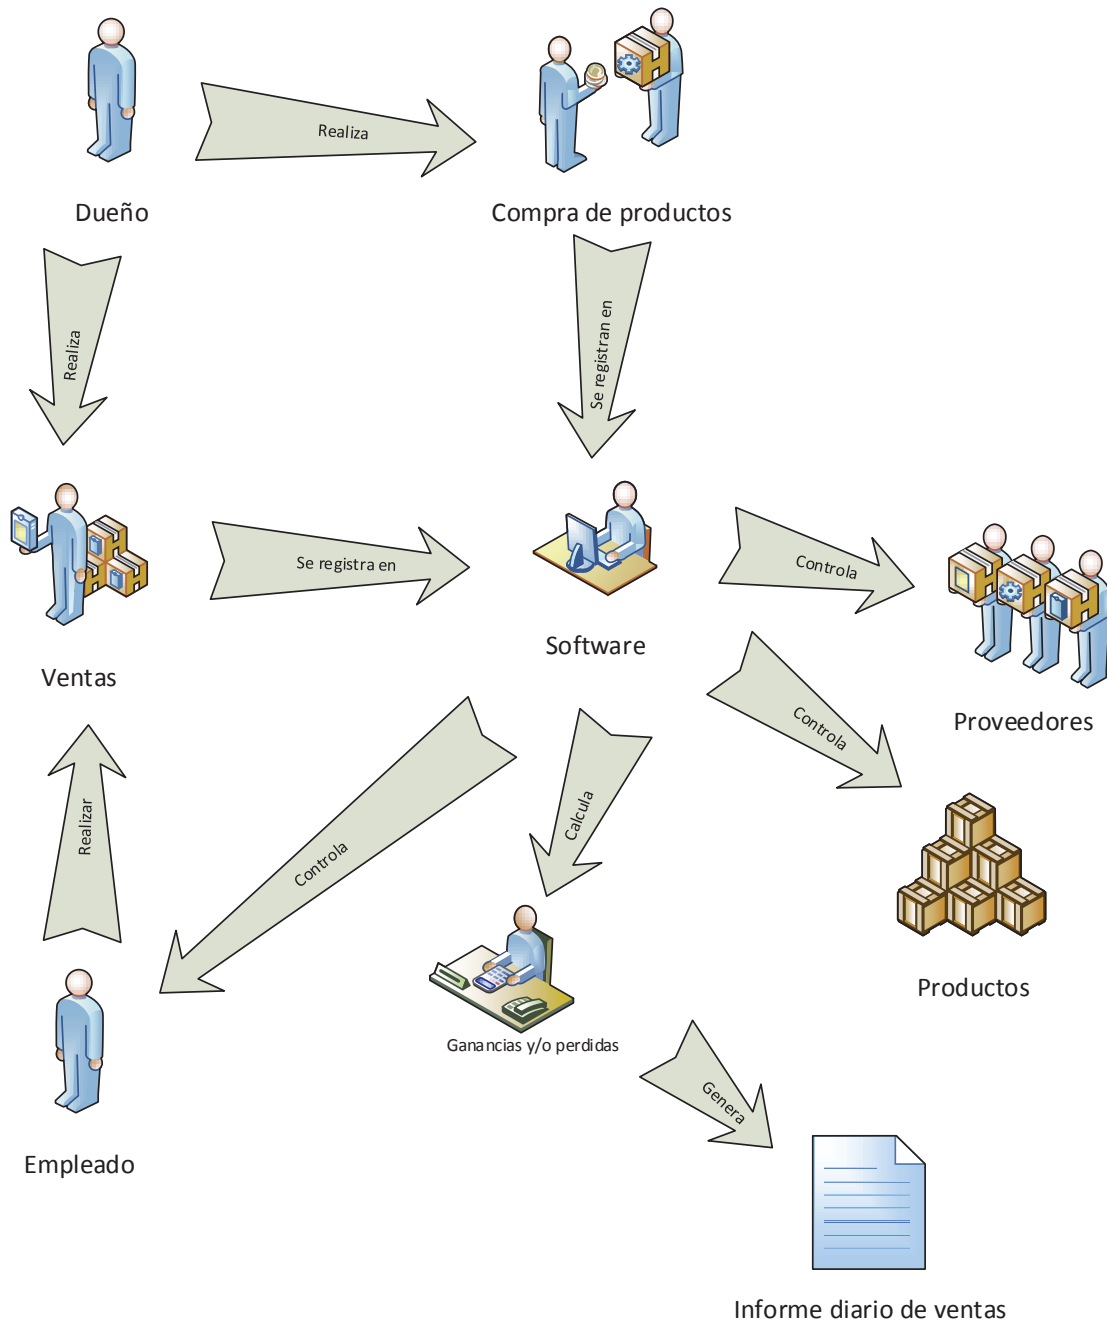 Realiza
Dueño
Compra de productos
Realiza
Se registran en
Se registra en
Controla
Ventas
Software
Proveedores
Controla
Realizar
Controla
Calcula
Productos
Ganancias y/o perdidas
Genera
Empleado
Informe diario de ventas